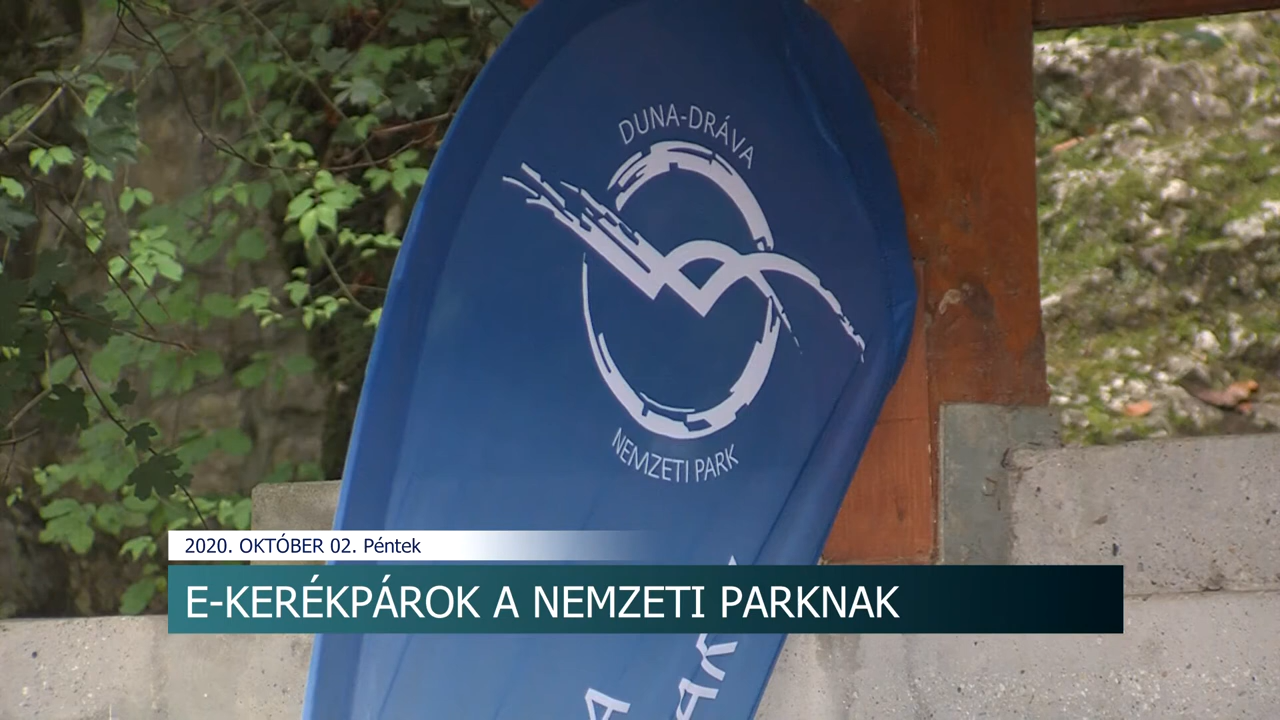 DUNA-DRÁVA
NEMZETI PARK
2020. OKTÓBER 02. Péntek
E-KERÉKPÁROK A NEMZETI PARKNAK